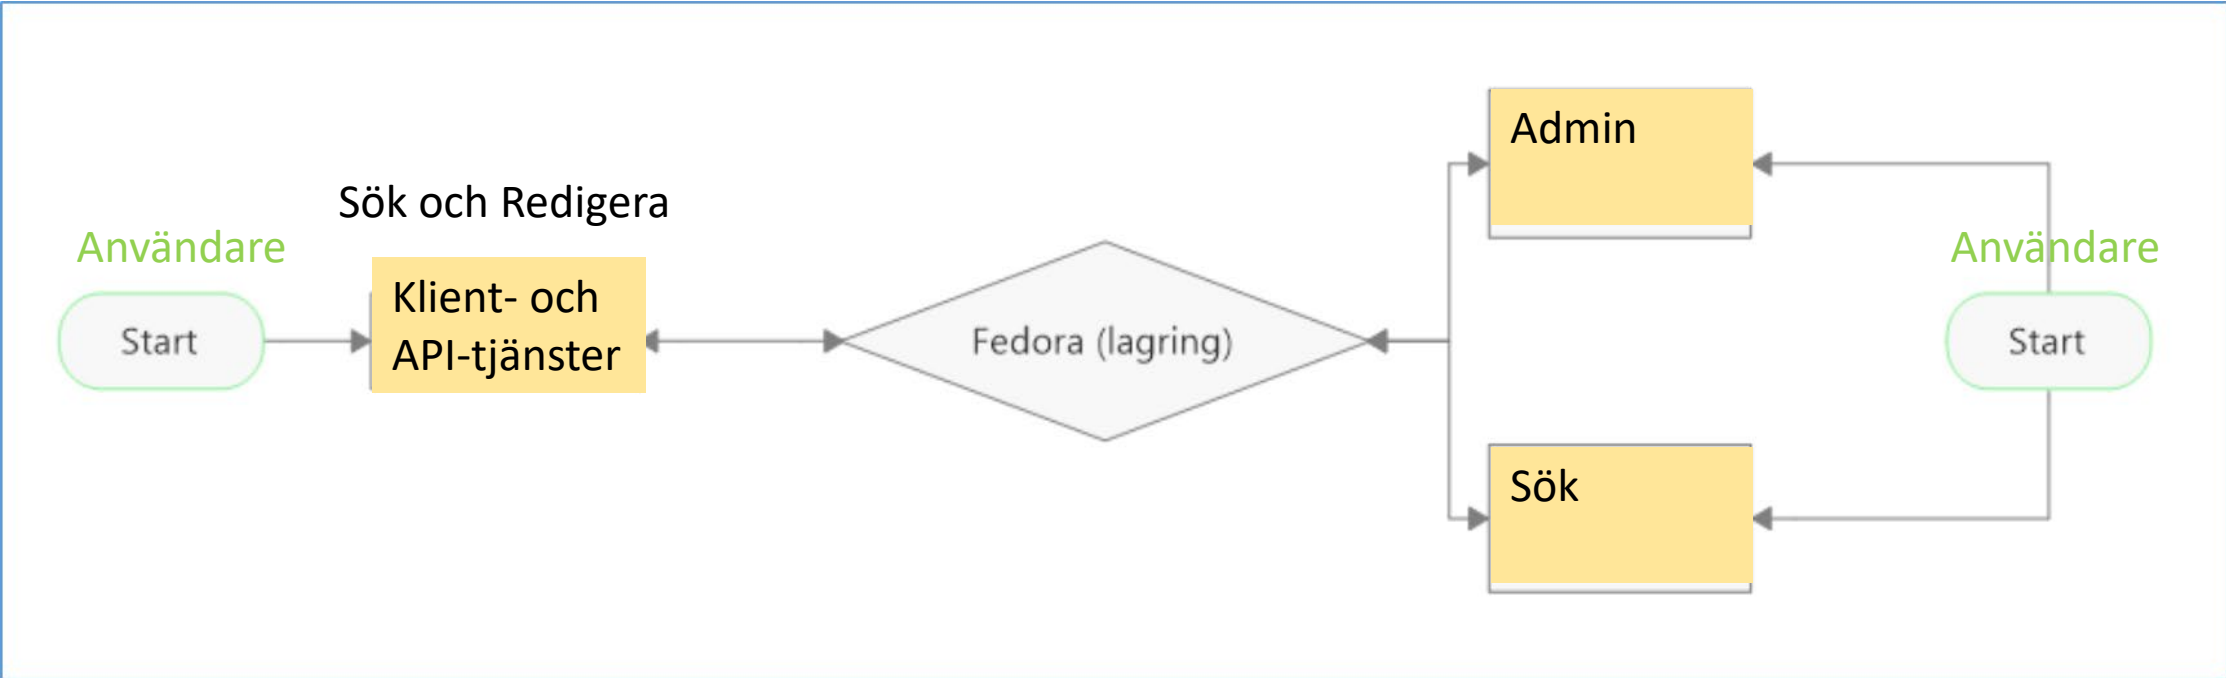 Användare
Start
Sök och Redigera
Klient- och
API-tjänster
Fedora (lagring)
Admin
Sök
Användare
Start